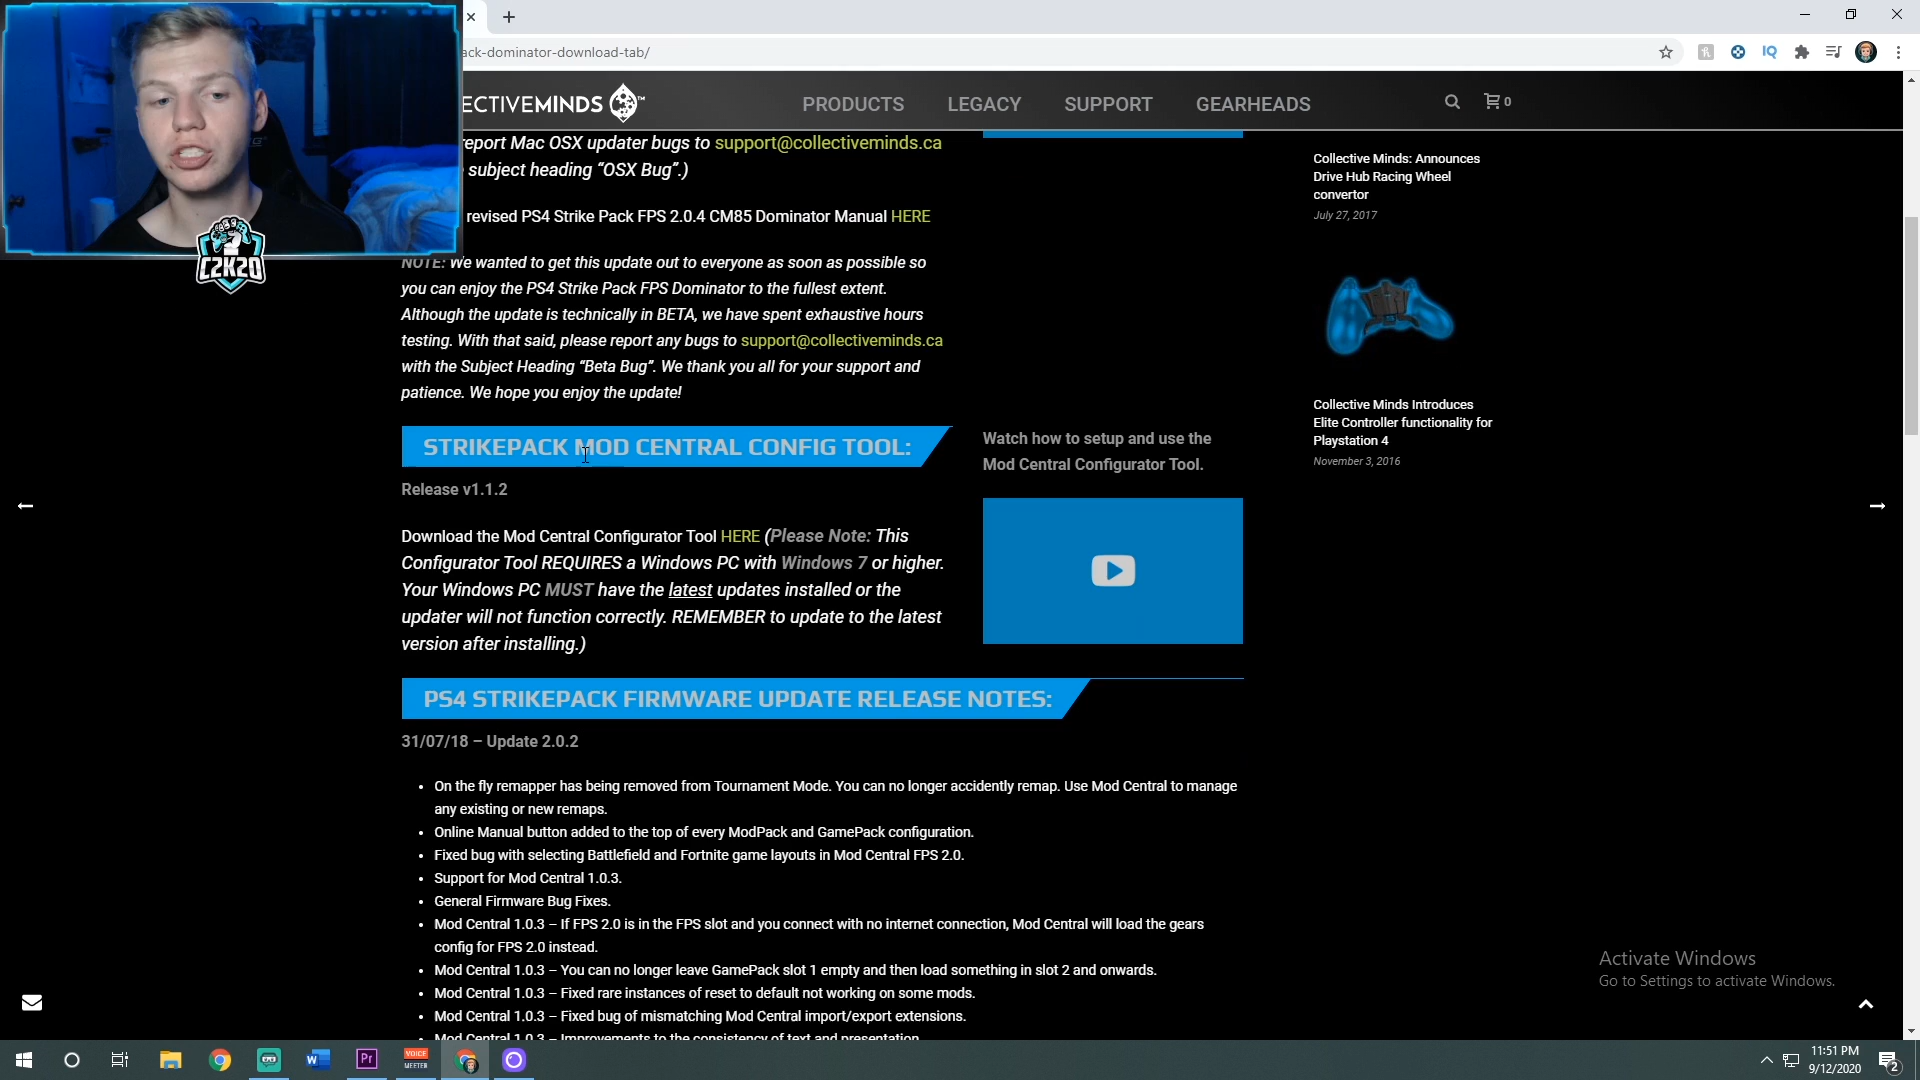 ack-dominator-download-tab/
IQ
ECTIVEMINDS
PRODUCTS
LEGACY
SUPPORT
GEARHEADS
0
eport Mac OSX updater bugs to support@collectiveminds.ca
subject heading “OSX Bug”.)
revised PS4 Strike Pack FPS 2.0.4 CM85 Dominator Manual HERE
C2K20
NOTE: We wanted to get this update out to everyone as soon as possible so
you can enjoy the PS4 Strike Pack FPS Dominator to the fullest extent.
Although the update is technically in BETA, we have spent exhaustive hours
testing. With that said, please report any bugs to support@collectiveminds.ca
with the Subject Heading “Beta Bug”. We thank you all for your support and
patience. We hope you enjoy the update!
STRIKEPACK MOD CENTRAL CONFIG TOOL:
Release v1.1.2
Download the Mod Central Configurator Tool HERE (Please Note: This
Configurator Tool REQUIRES a Windows PC with Windows 7 or higher.
Your Windows PC MUST have the latest updates installed or the
updater will not function correctly. REMEMBER to update to the latest
version after installing.)
Watch how to setup and use the
Mod Central Configurator Tool.
PS4 STRIKEPACK FIRMWARE UPDATE RELEASE NOTES:
31/07/18 – Update 2.0.2
• On the fly remapper has being removed from Tournament Mode. You can no longer accidently remap. Use Mod Central to manage
any existing or new remaps.
• Online Manual button added to the top of every ModPack and GamePack configuration.
• Fixed bug with selecting Battlefield and Fortnite game layouts in Mod Central FPS 2.0.
• Support for Mod Central 1.0.3.
• General Firmware Bug Fixes.
• Mod Central 1.0.3 – If FPS 2.0 is in the FPS slot and you connect with no internet connection, Mod Central will load the gears
config for FPS 2.0 instead.
• Mod Central 1.0.3 – You can no longer leave GamePack slot 1 empty and then load something in slot 2 and onwards.
• Mod Central 1.0.3 – Fixed rare instances of reset to default not working on some mods.
• Mod Central 1.0.3 – Fixed bug of mismatching Mod Central import/export extensions.
• Mod Central 1.0.3 – Improvements to the consistency of text and presentation
Collective Minds: Announces
Drive Hub Racing Wheel
convertor
July 27, 2017
Collective Minds Introduces
Elite Controller functionality for
Playstation 4
November 3, 2016
Activate Windows
Go to Settings to activate Windows.
W
Pr
VOICE
MEETER
11:51 PM
9/12/2020
2